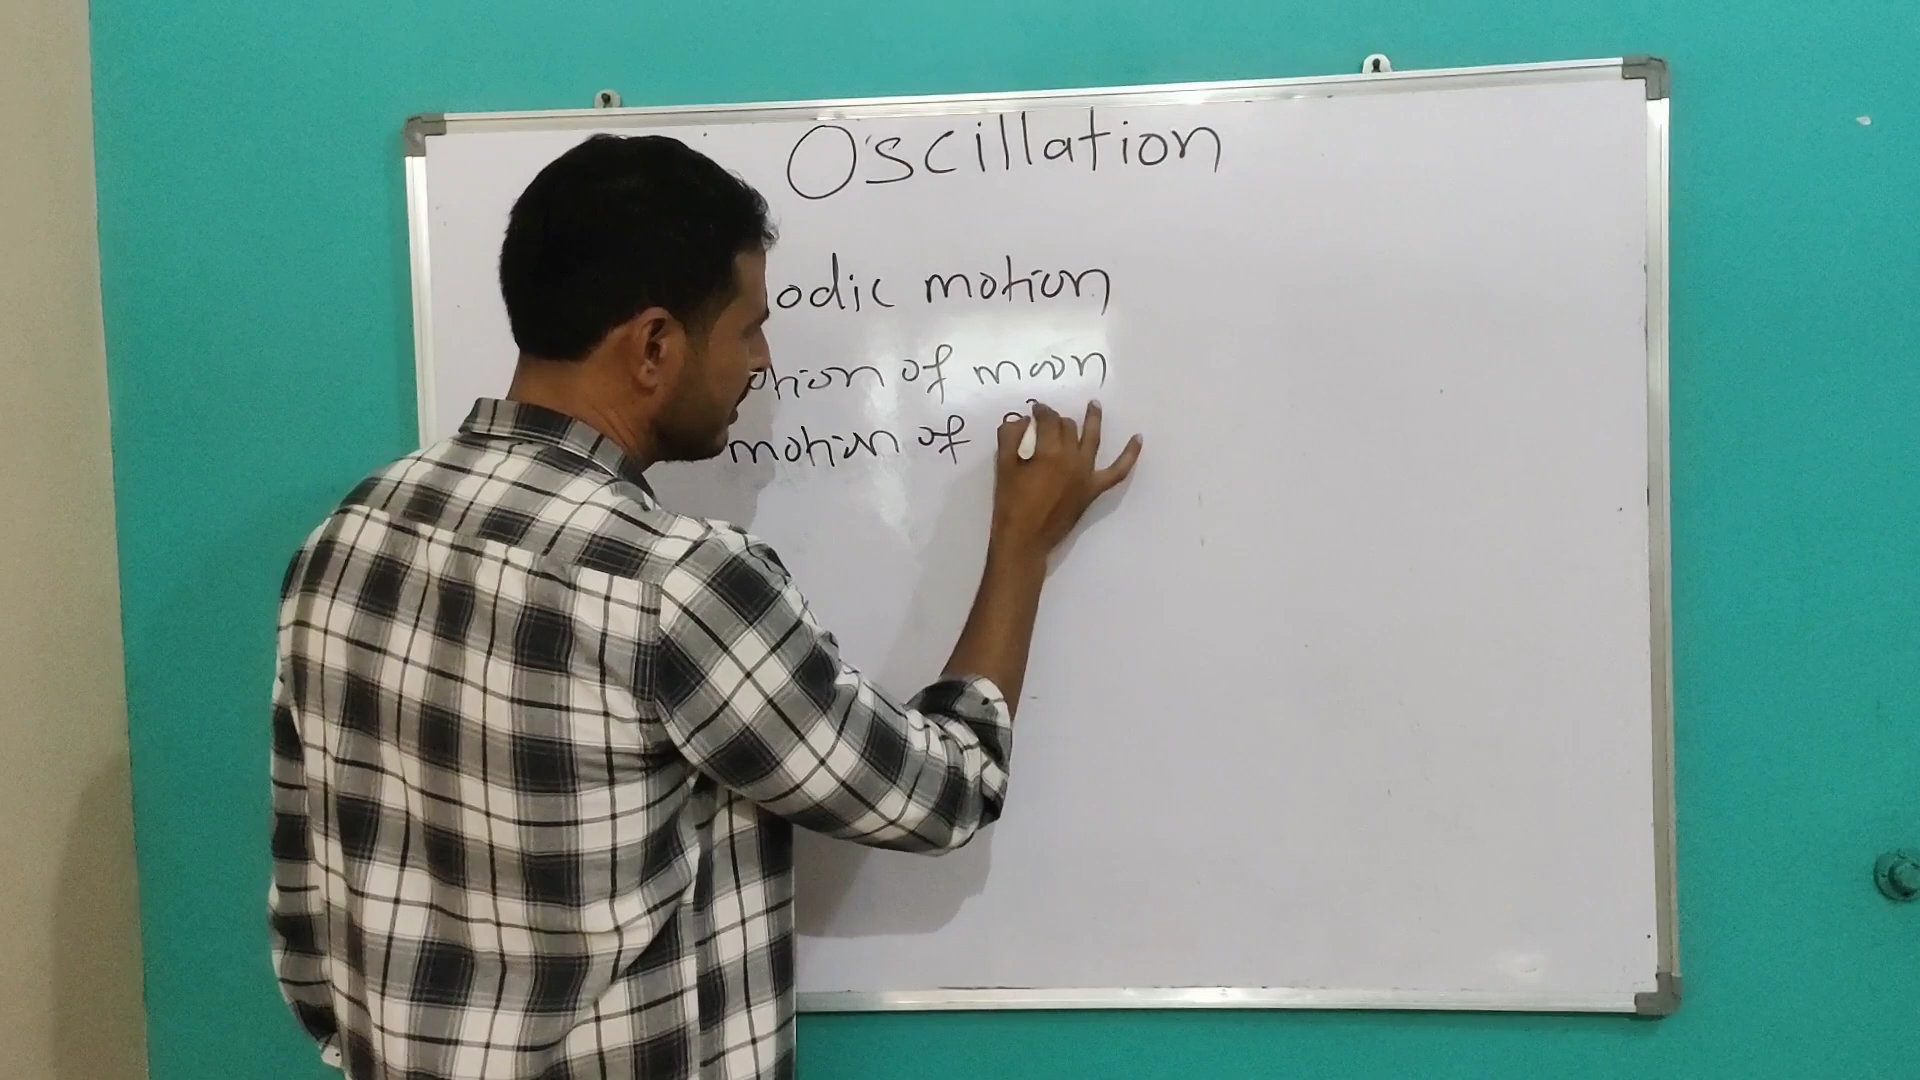 Oscillation
odic motion
otion of moon
motion of